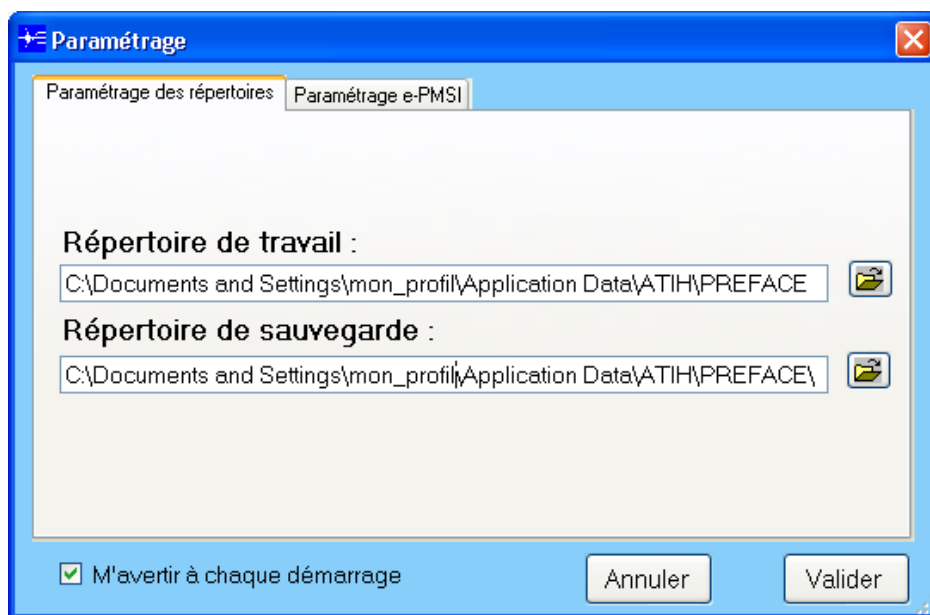 Paramétrage
Paramétrage des répertoires
Paramétrage e-PMSI
Répertoire de travail :
C:\Documents and Settings\mon_profil\Application Data\ATIH\PREFACE
Répertoire de sauvegarde :
C:\Documents and Settings\mon_profil\Application Data\ATIH\PREFACE\
M'avertir à chaque démarrage
Annuler
Valider